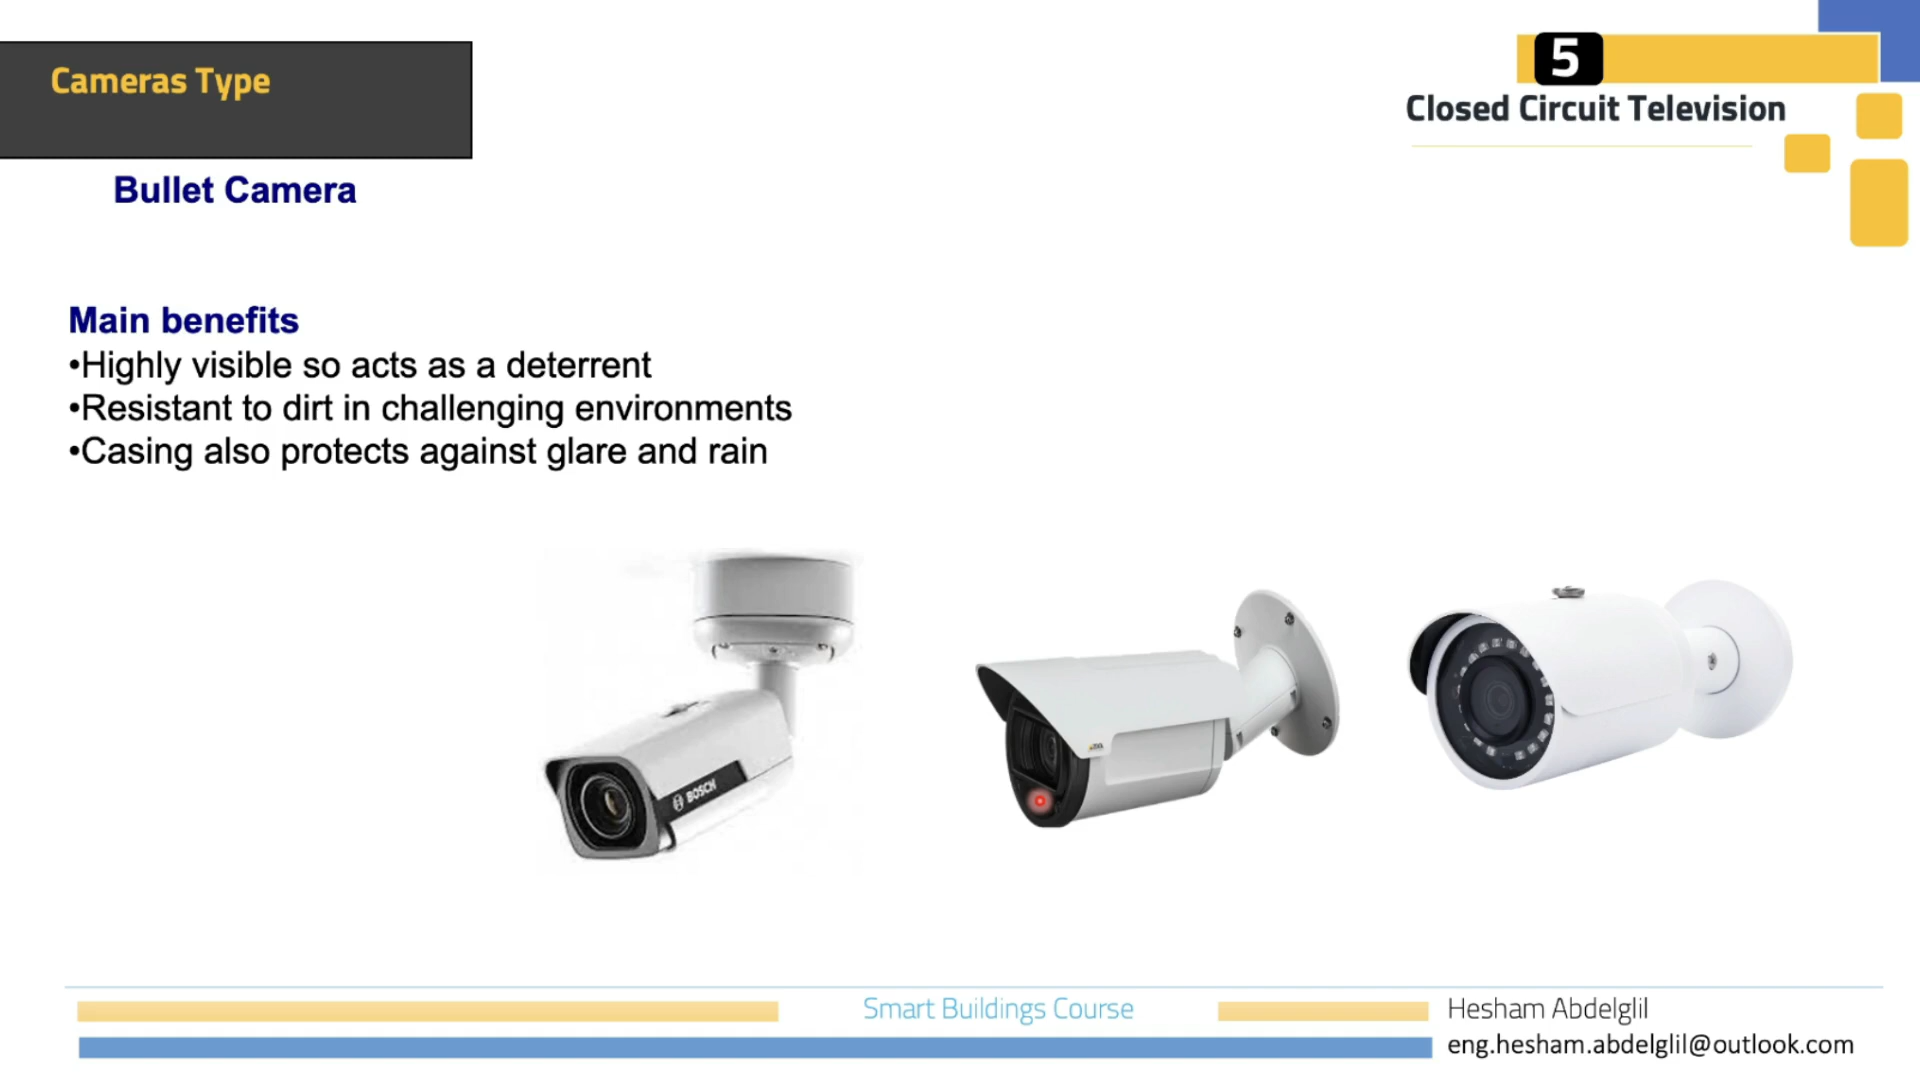 Cameras Type
5
Closed Circuit Television
Bullet Camera
Main benefits
•Highly visible so acts as a deterrent
•Resistant to dirt in challenging environments
•Casing also protects against glare and rain
BOSCH
Smart Buildings Course
Hesham Abdelglil
eng.hesham.abdelglil@outlook.com